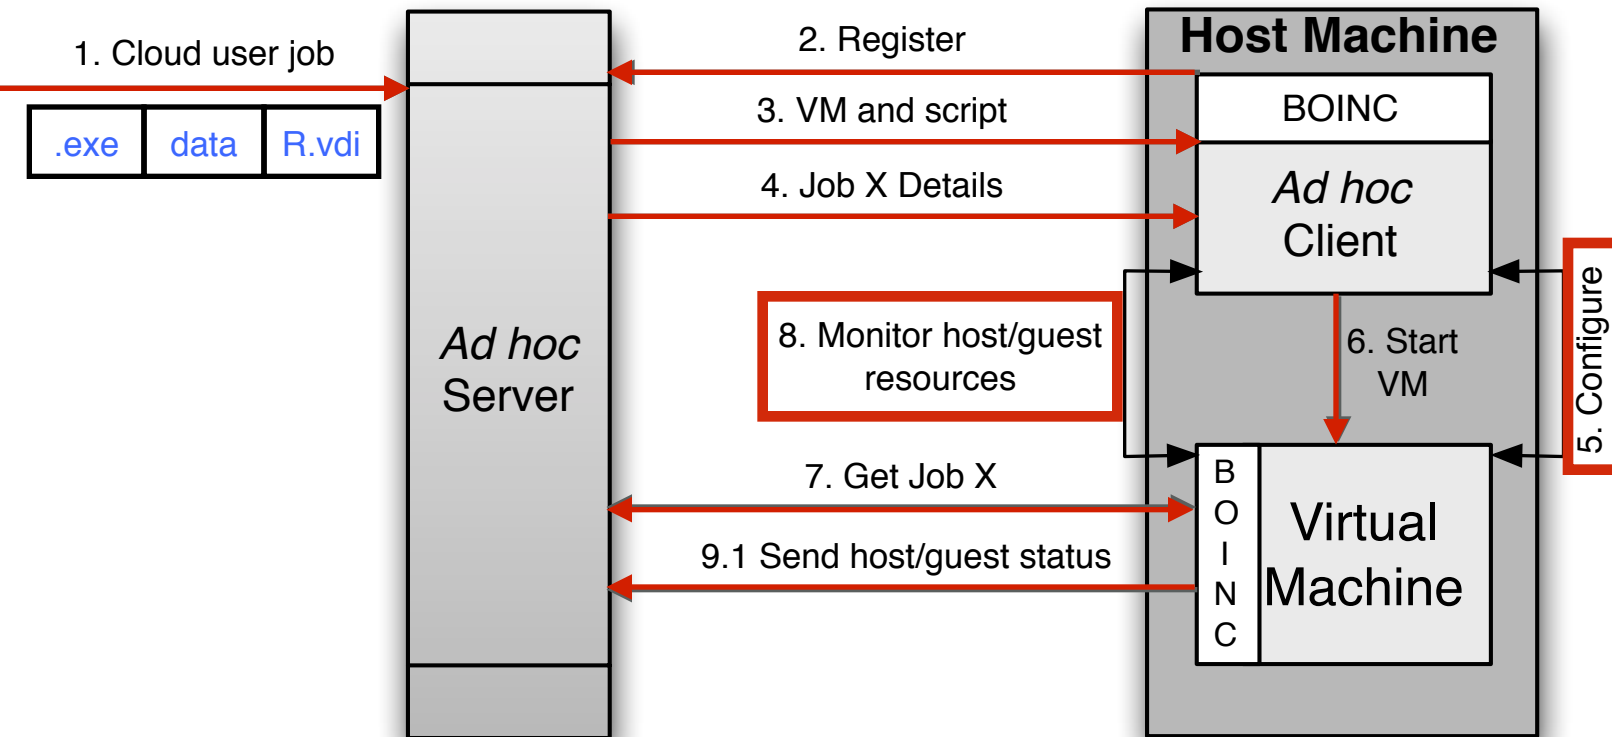 1. Cloud user job
.exe data R.vdi
Ad hoc
Server
2. Register
3. VM and script
4. Job X Details
8. Monitor host/guest
resources
7. Get Job X
9.1 Send host/guest status
Host Machine
BOINC
Ad hoc
Client
6. Start
VM
5. Configure
B
O
I
N
C
Virtual
Machine